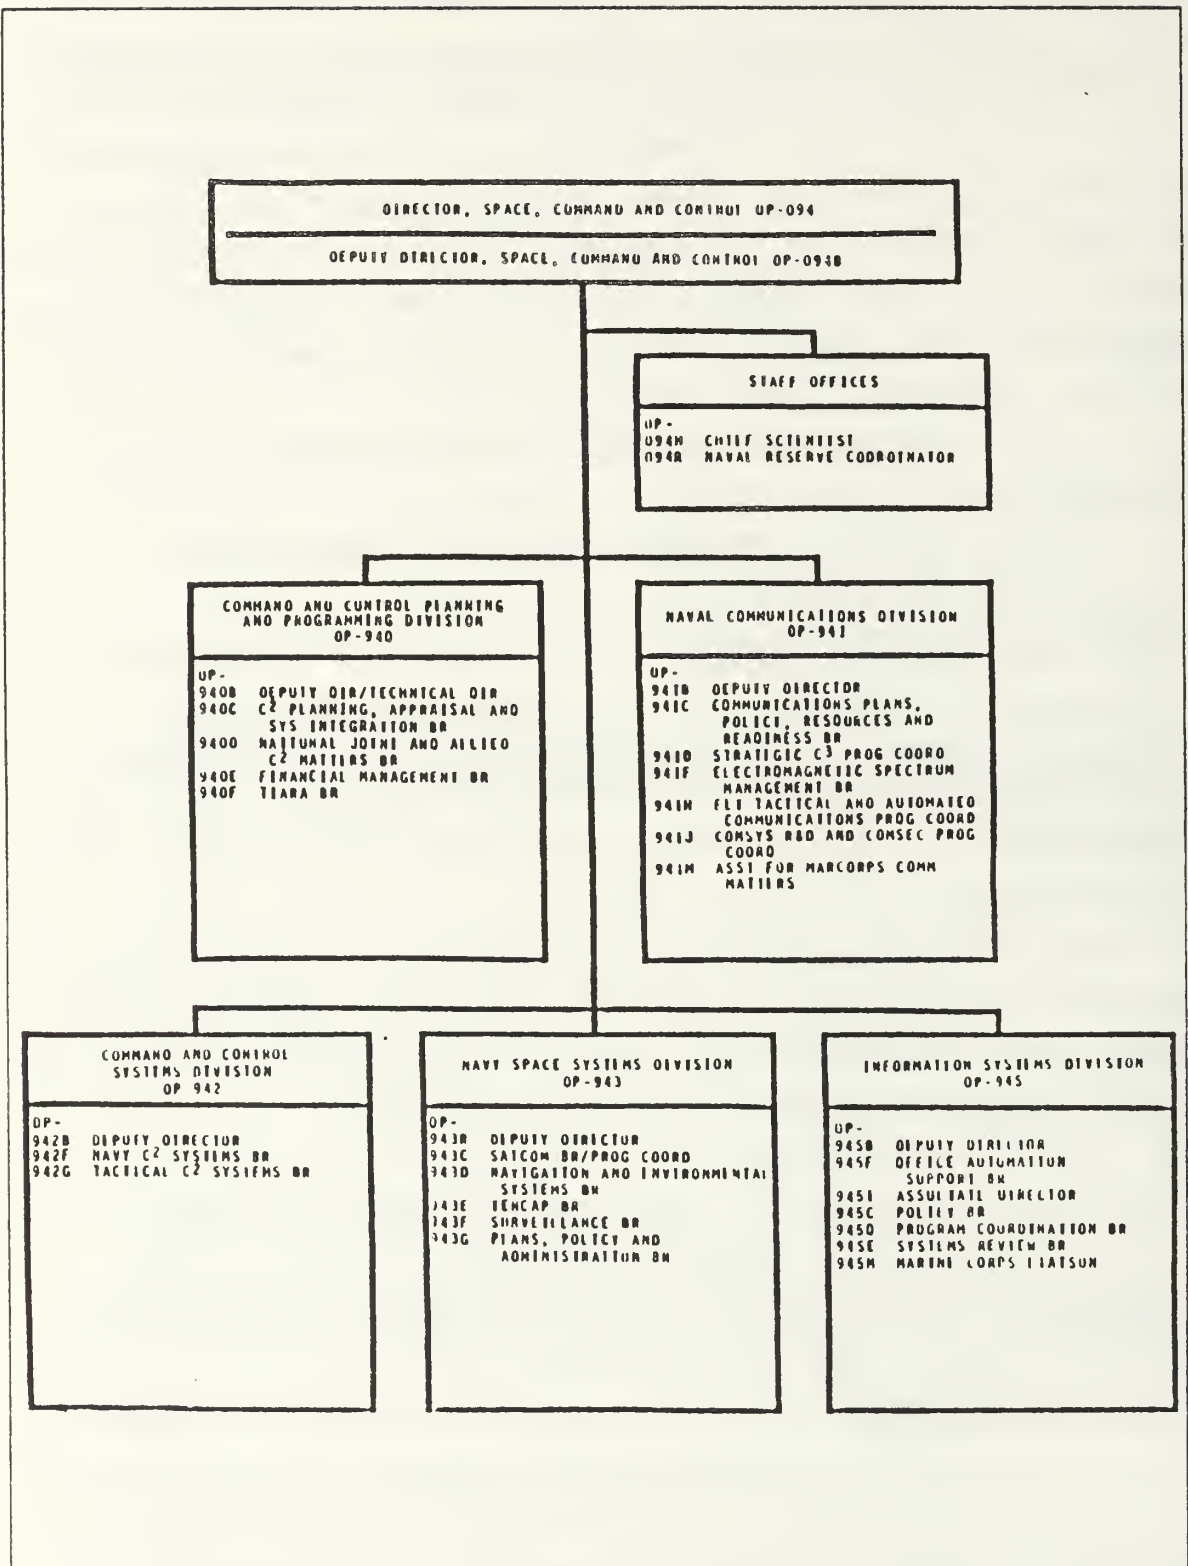 DIRECTOR, SPACE, COMMAND AND CONTROL OP-094
DEPUTY DIRECTOR, SPACE, COMMAND AND CONTROL OP-094B
STAFF OFFICES
OP-
094H CHIEF SCIENTIST
094R NAVAL RESERVE COORDINATOR
COMMAND AND CONTROL PLANNING
AND PROGRAMMING DIVISION
OP-940
OP-
940B DEPUTY DIR/TECHNICAL DIR
940C C² PLANNING, APPRAISAL AND
SYS INTEGRATION BR
940D NATIONAL JOINT AND ALLIED
C² MATTERS BR
940E FINANCIAL MANAGEMENT BR
940F TIARA BR
NAVAL COMMUNICATIONS DIVISION
OP-941
OP-
941B DEPUTY DIRECTOR
941C COMMUNICATIONS PLANS,
POLICY, RESOURCES AND
READINESS BR
941D STRATEGIC C³ PROG COORD
941F ELECTROMAGNETIC SPECTRUM
MANAGEMENT BR
941H FLT TACTICAL AND AUTOMATED
COMMUNICATIONS PROG COORD
941J COMSYS R&D AND COMSEC PROG
COORD
941M ASST FOR MARCORPS COMM
MATTERS
COMMAND AND CONTROL
SYSTEMS DIVISION
OP 942
OP-
942B DEPUTY DIRECTOR
942F NAVY C² SYSTEMS BR
942G TACTICAL C² SYSTEMS BR
NAVY SPACE SYSTEMS DIVISION
OP-943
OP-
943B DEPUTY DIRECTOR
943C SATCOM BR/PROG COORD
943D NAVIGATION AND ENVIRONMENTAL
SYSTEMS BR
943E TENCAP BR
943F SURVEILLANCE BR
943G PLANS, POLICY AND
ADMINISTRATION BR
INFORMATION SYSTEMS DIVISION
OP-945
OP-
945B DEPUTY DIRECTOR
945F OFFICE AUTOMATION
SUPPORT BR
DIRECTOR
945C POLICY BR
945D PROGRAM COORDINATION BR
945E SYSTEMS REVIEW BR
945M MARINE CORPS LIAISON